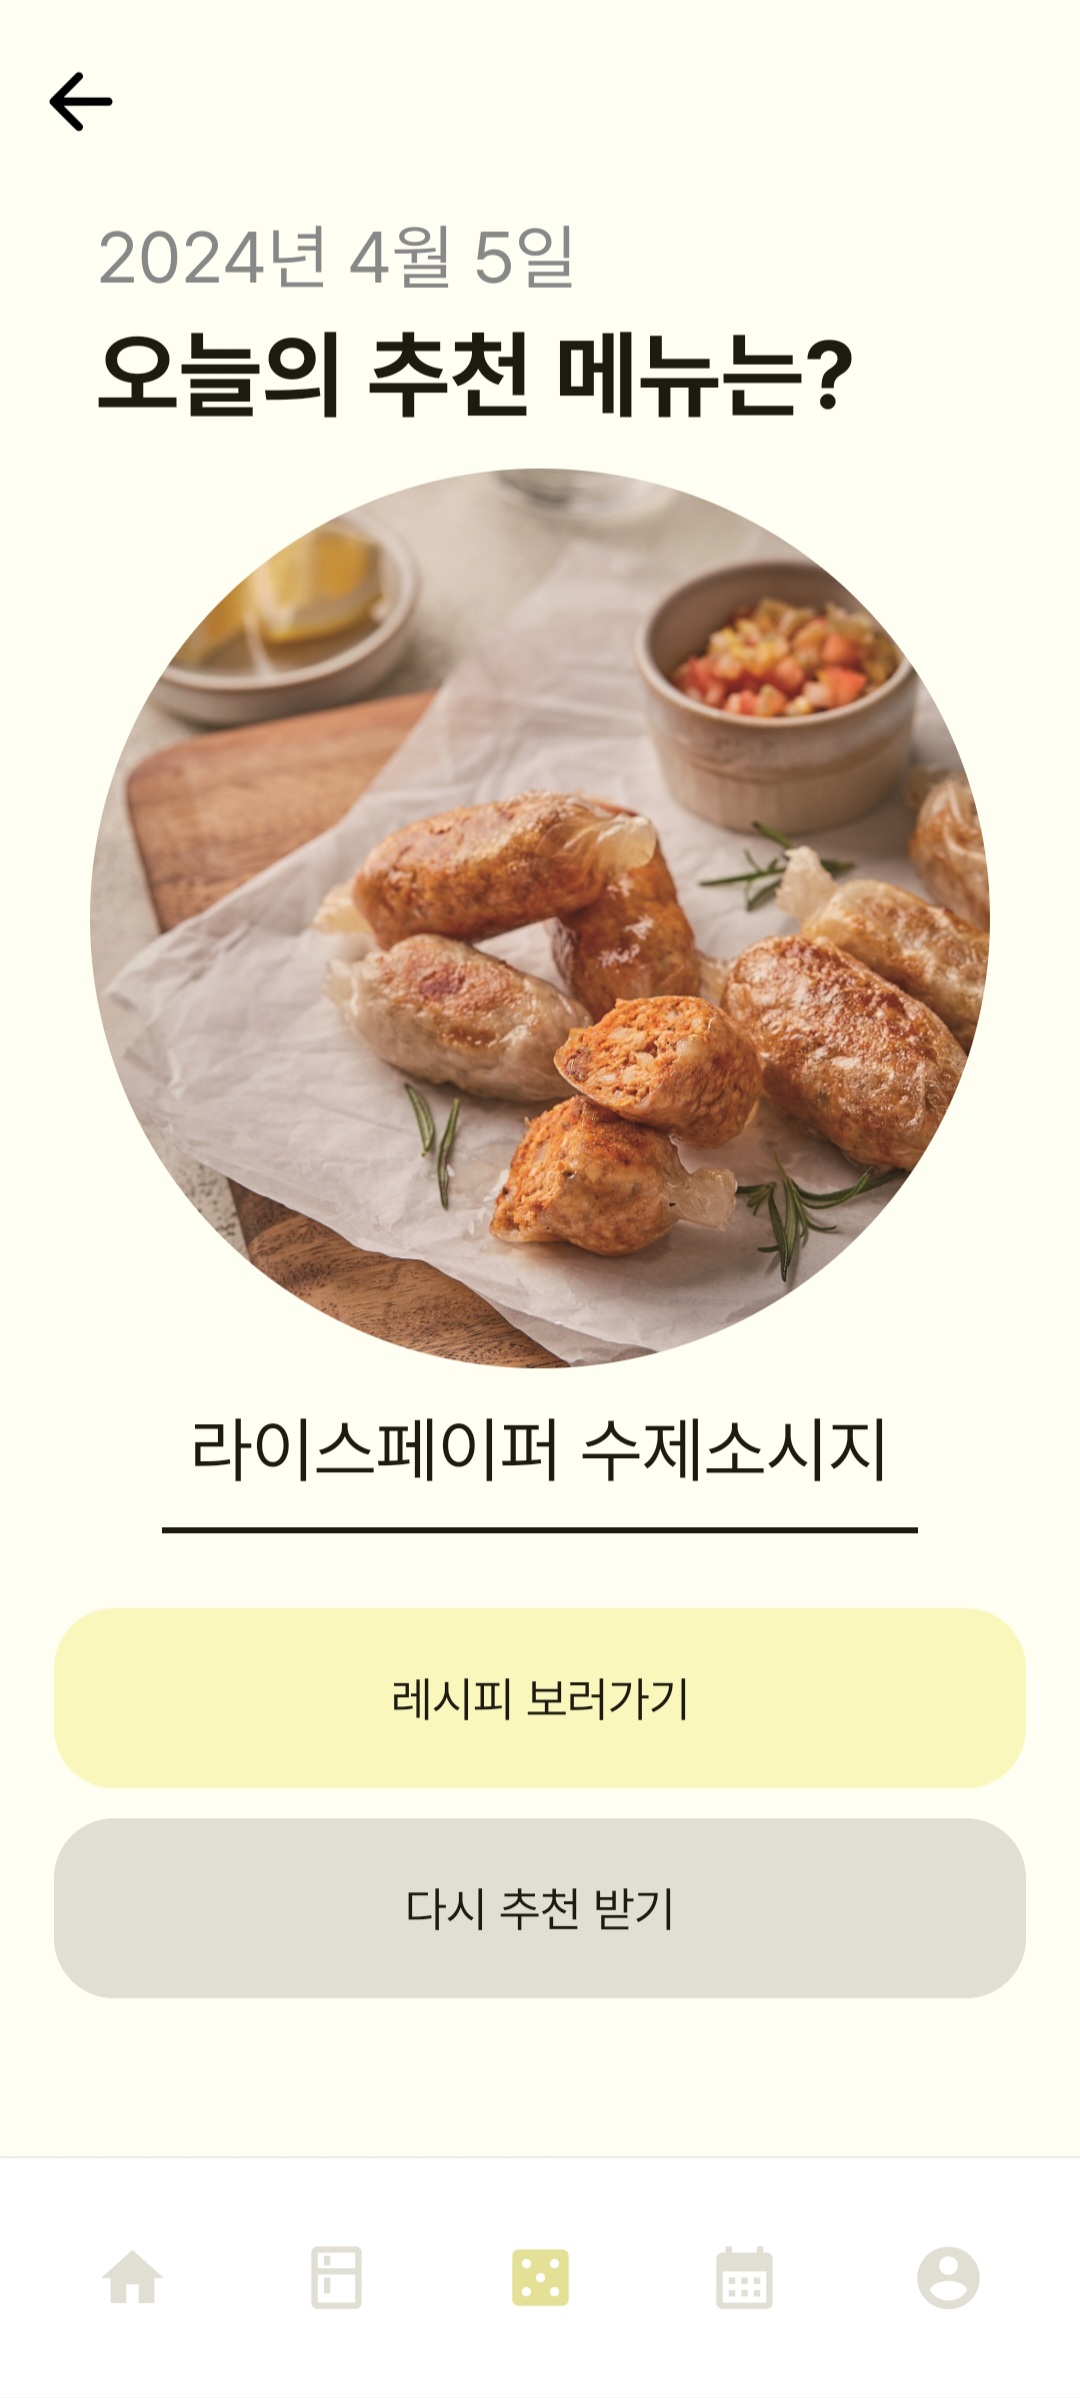 2024년 4월 5일
오늘의 추천 메뉴는?
라이스페이퍼 수제소시지
레시피 보러가기
다시 추천 받기